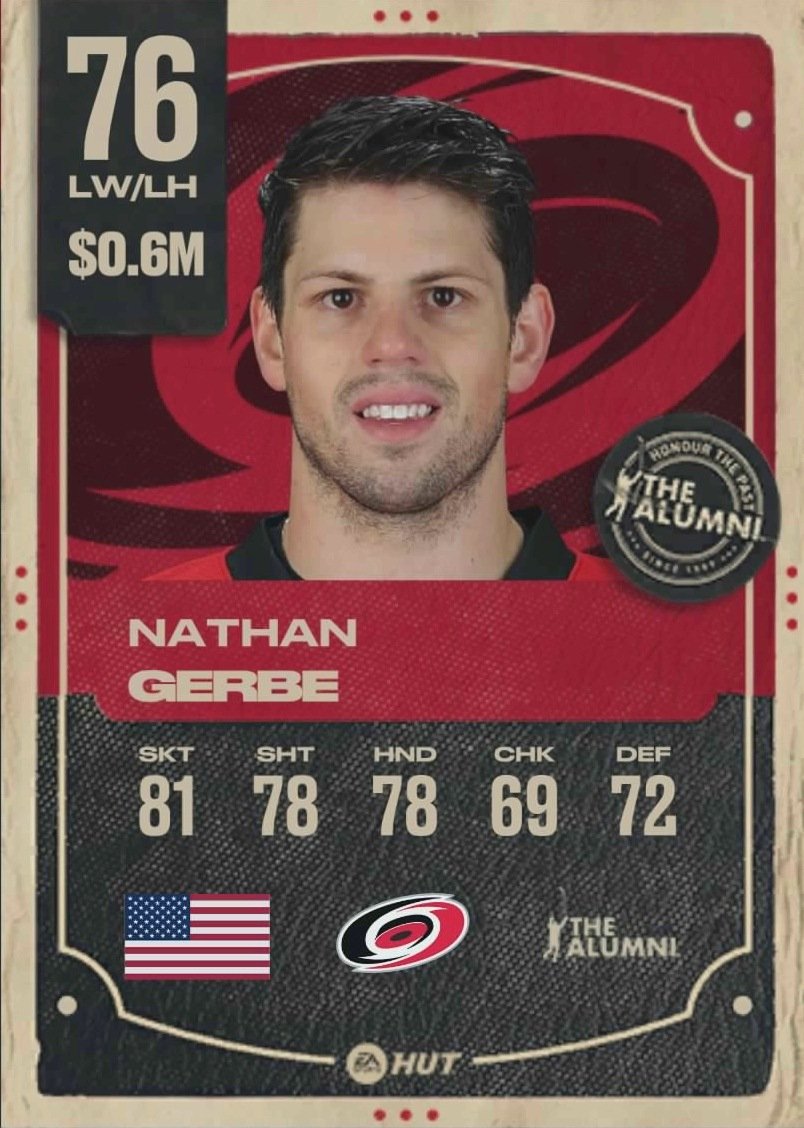 76
LW/LH
$0.6M
HONOUR THE PAST
THE
ALUMNI
NATHAN
GERBE
SKT SHT HND CHK DEF
81 78 78 69 72
THE
ALUMNI
EA
HUT